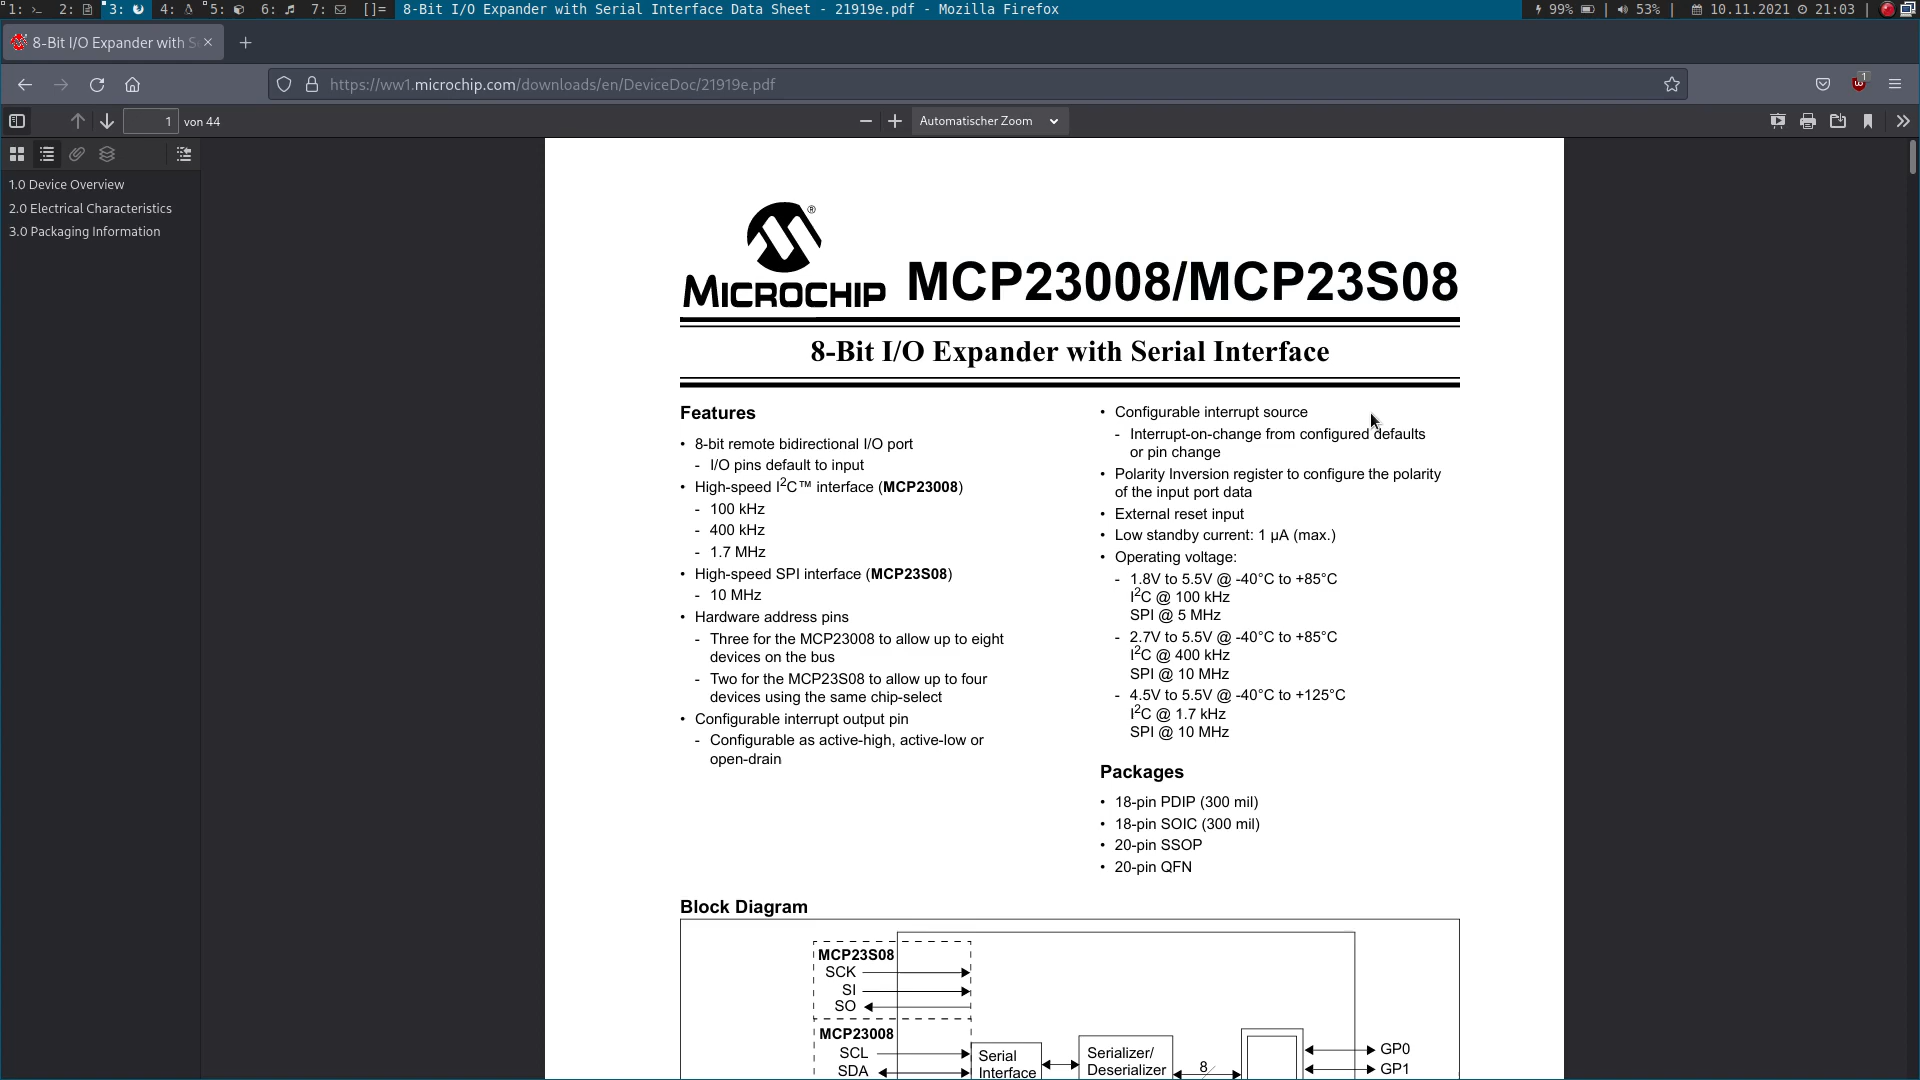 1: 2: 3: 4: 5: 6: 7: []= 8-Bit I/O Expander with Serial Interface Data Sheet - 21919e.pdf - Mozilla Firefox 99% | 53% | 10.11.2021 21:03 |
8-Bit I/O Expander with S
https://ww1.microchip.com/downloads/en/DeviceDoc/21919e.pdf 1
1 von 44 Automatischer Zoom
1.0 Device Overview
2.0 Electrical Characteristics
3.0 Packaging Information
MICROCHIP ® MCP23008/MCP23S08
8-Bit I/O Expander with Serial Interface
Features
• 8-bit remote bidirectional I/O port
- I/O pins default to input
• High-speed I2C™ interface (MCP23008)
- 100 kHz
- 400 kHz
- 1.7 MHz
• High-speed SPI interface (MCP23S08)
- 10 MHz
• Hardware address pins
- Three for the MCP23008 to allow up to eight
devices on the bus
- Two for the MCP23S08 to allow up to four
devices using the same chip-select
• Configurable interrupt output pin
- Configurable as active-high, active-low or
open-drain
• Configurable interrupt source
- Interrupt-on-change from configured defaults
or pin change
• Polarity Inversion register to configure the polarity
of the input port data
• External reset input
• Low standby current: 1 µA (max.)
• Operating voltage:
- 1.8V to 5.5V @ -40°C to +85°C
I2C @ 100 kHz
SPI @ 5 MHz
- 2.7V to 5.5V @ -40°C to +85°C
I2C @ 400 kHz
SPI @ 10 MHz
- 4.5V to 5.5V @ -40°C to +125°C
I2C @ 1.7 kHz
SPI @ 10 MHz
Packages
• 18-pin PDIP (300 mil)
• 18-pin SOIC (300 mil)
• 20-pin SSOP
• 20-pin QFN
Block Diagram
MCP23S08
SCK
SI
SO
MCP23008
SCL
SDA
Serial
Interface
Serializer/
Deserializer
8
GP0
GP1